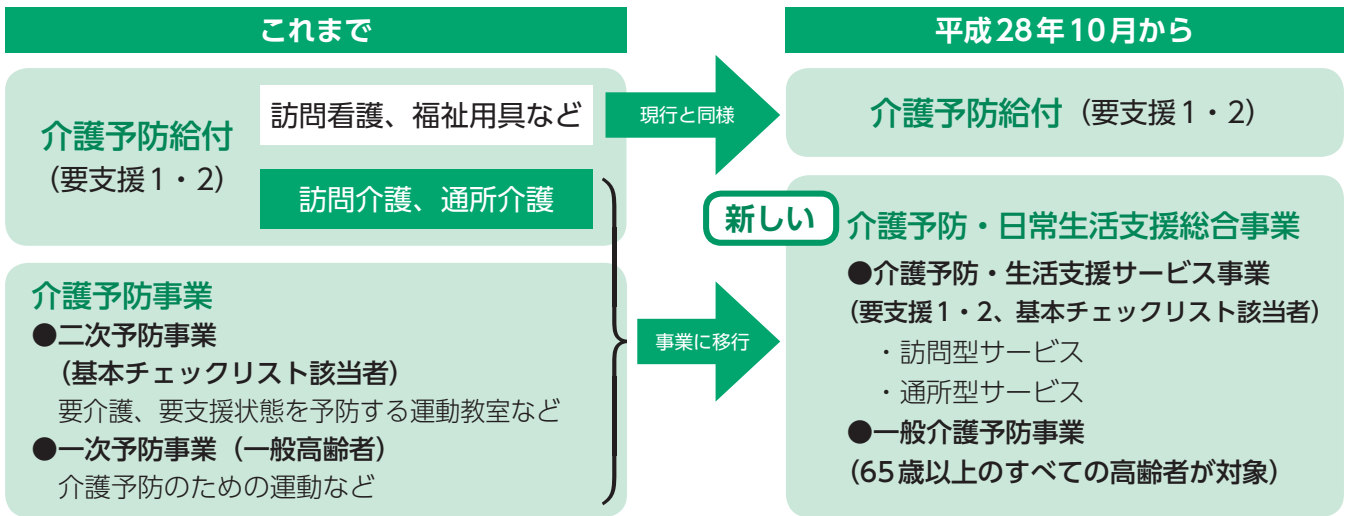 これまで
介護予防給付
(要支援1・2)
訪問看護、福祉用具など
訪問介護、通所介護
介護予防事業
●二次予防事業
(基本チェックリスト該当者)
要介護、要支援状態を予防する運動教室など
●一次予防事業(一般高齢者)
介護予防のための運動など
現行と同様
事業に移行
平成28年10月から
介護予防給付(要支援1・2)
新しい
介護予防・日常生活支援総合事業
●介護予防・生活支援サービス事業
(要支援1・2、基本チェックリスト該当者)
・訪問型サービス
・通所型サービス
●一般介護予防事業
(65歳以上のすべての高齢者が対象)